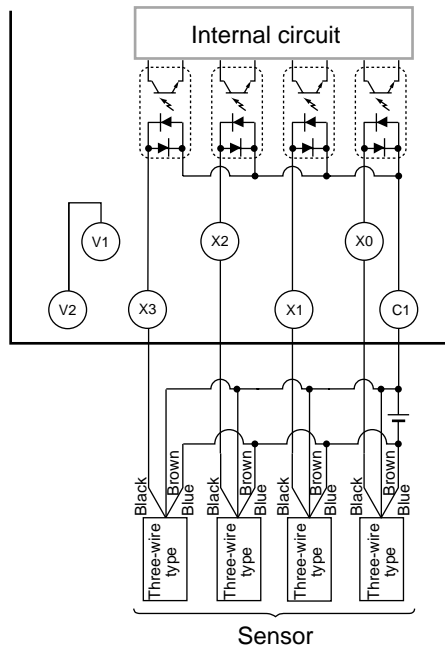 Internal circuit
V1
X2
X0
V2
X3
X1
C1
Black
Brown
Blue
Black
Brown
Blue
Black
Brown
Blue
Black
Brown
Blue
Three-wire
type
Three-wire
type
Three-wire
type
Three-wire
type
Sensor